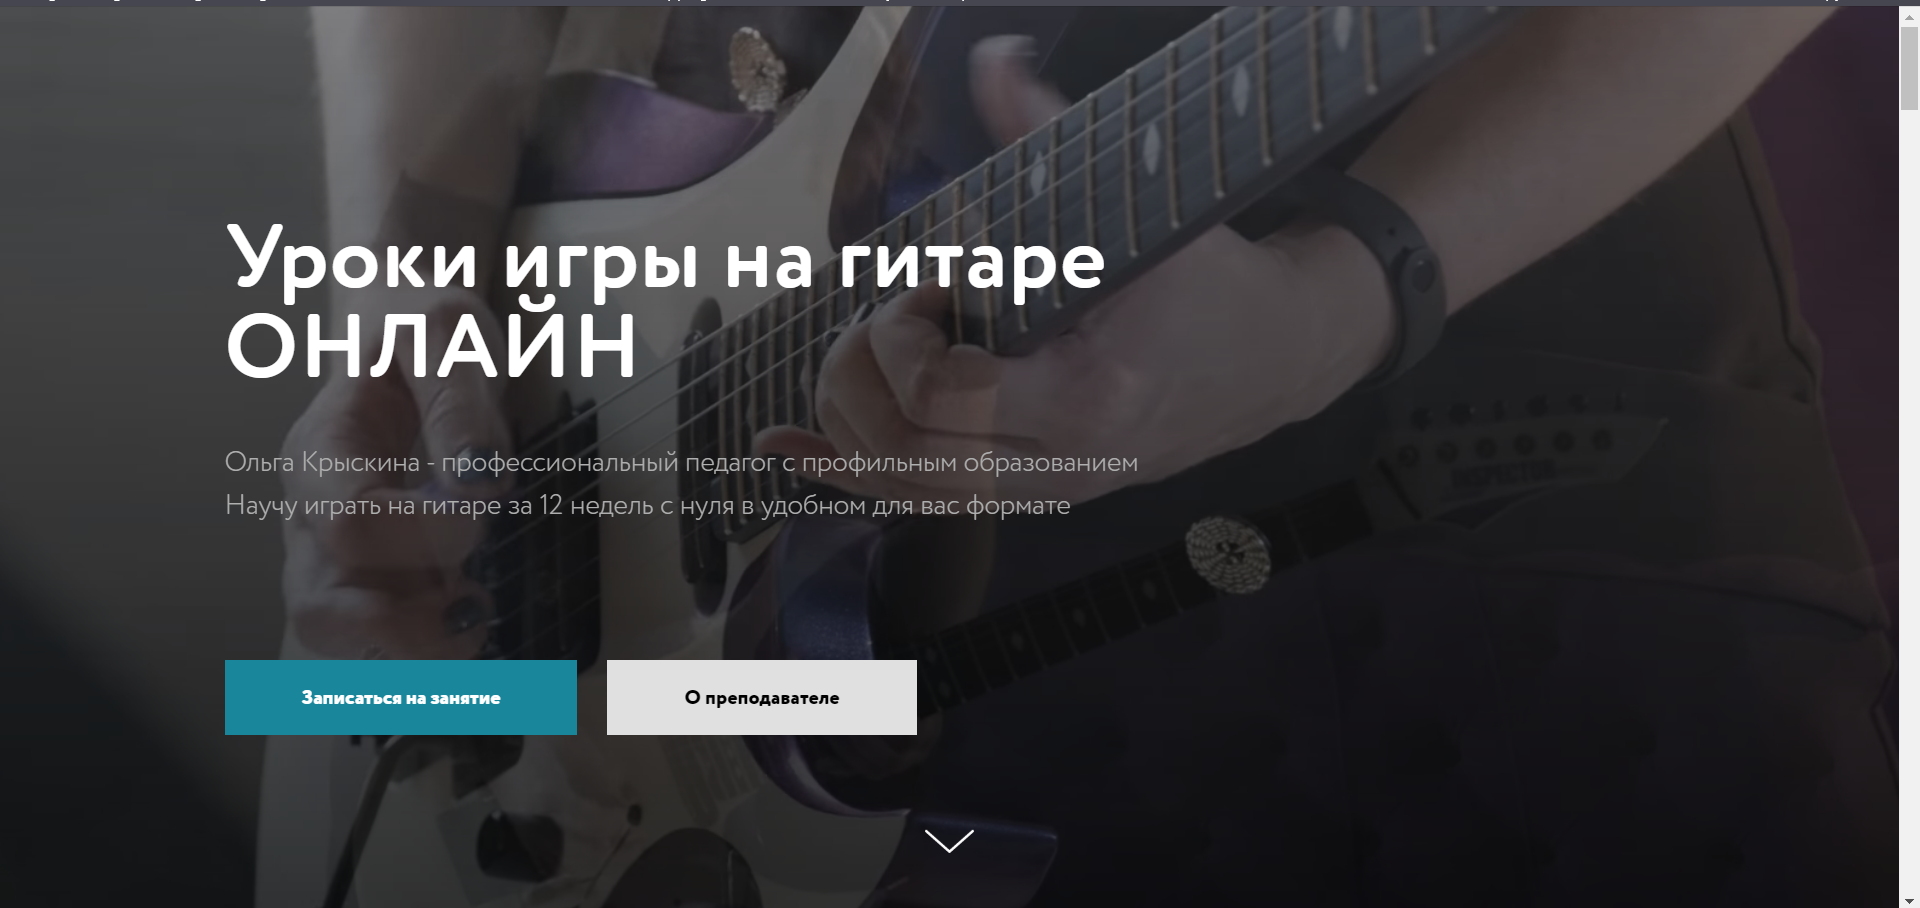 Уроки игры на гитаре
ОНЛАЙН
Ольга Крыскина - профессиональный педагог с профильным образованием
Научу играть на гитаре за 12 недель с нуля в удобном для вас формате
Записаться на занятие
О преподавателе